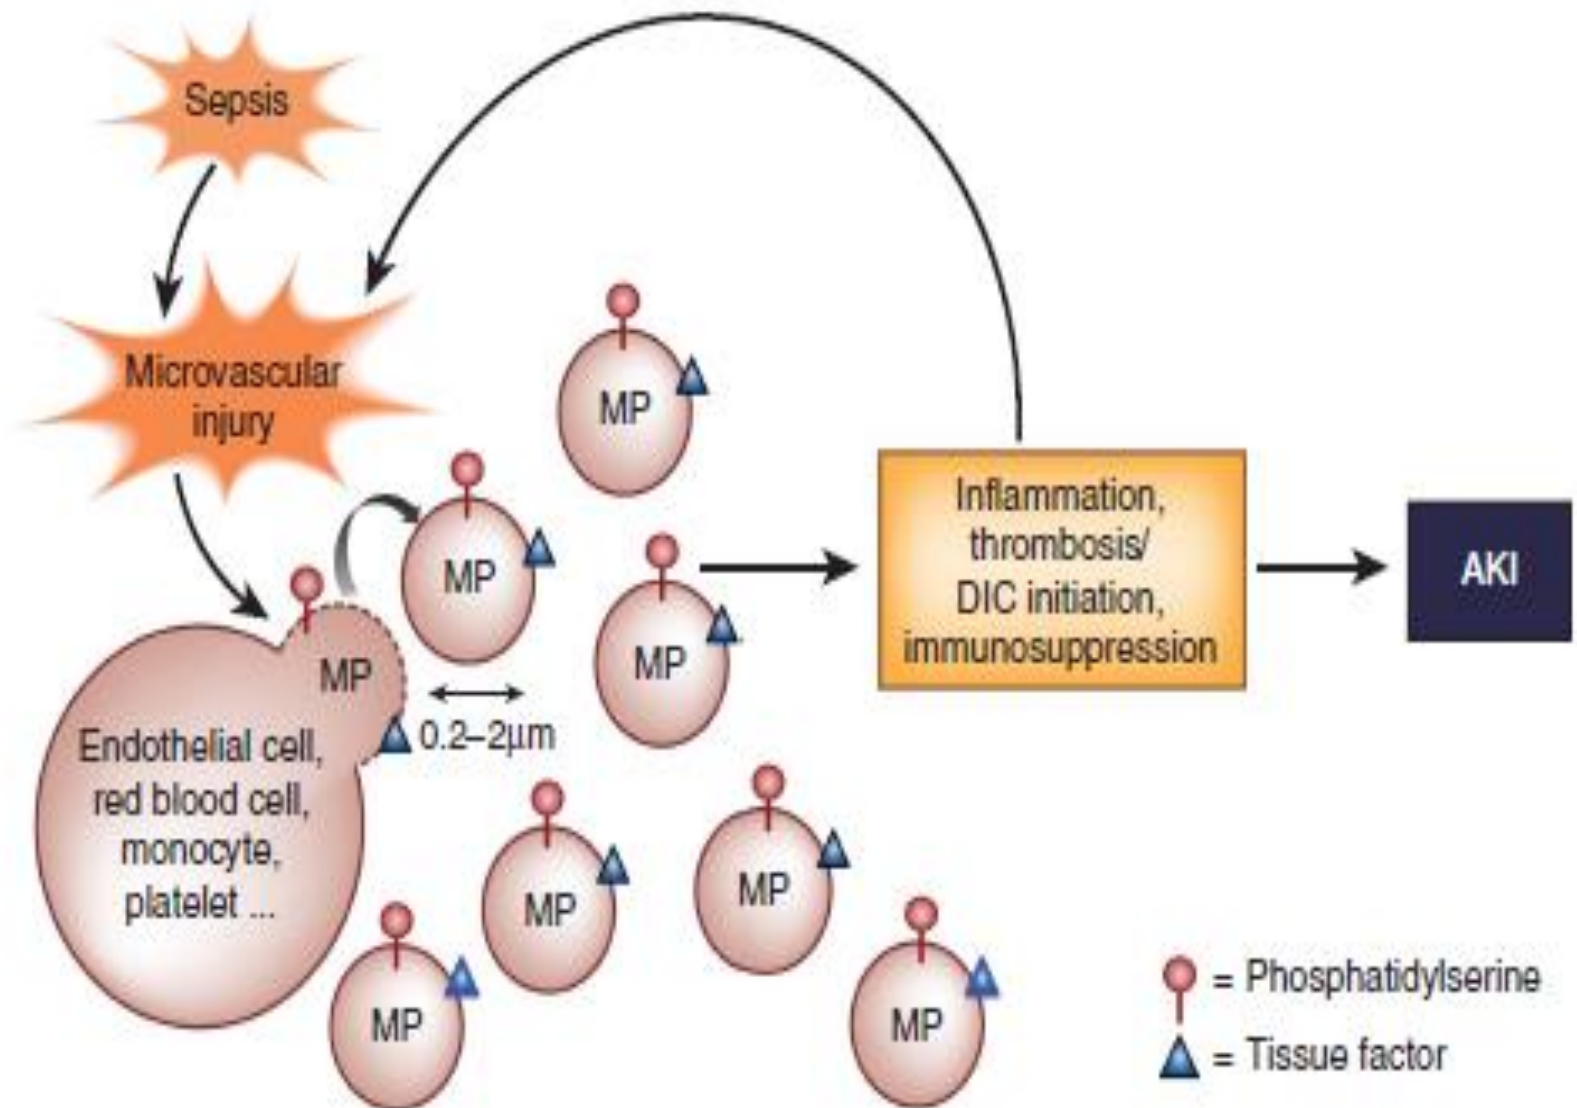 Sepsis
Microvascular
injury
MP
MP
MP
MP
MP
0.2–2μm
Endothelial cell,
red blood cell,
monocyte,
platelet ...
MP
MP
MP
MP
Inflammation,
thrombosis/
DIC initiation,
immunosuppression
AKI
= Phosphatidylserine
= Tissue factor